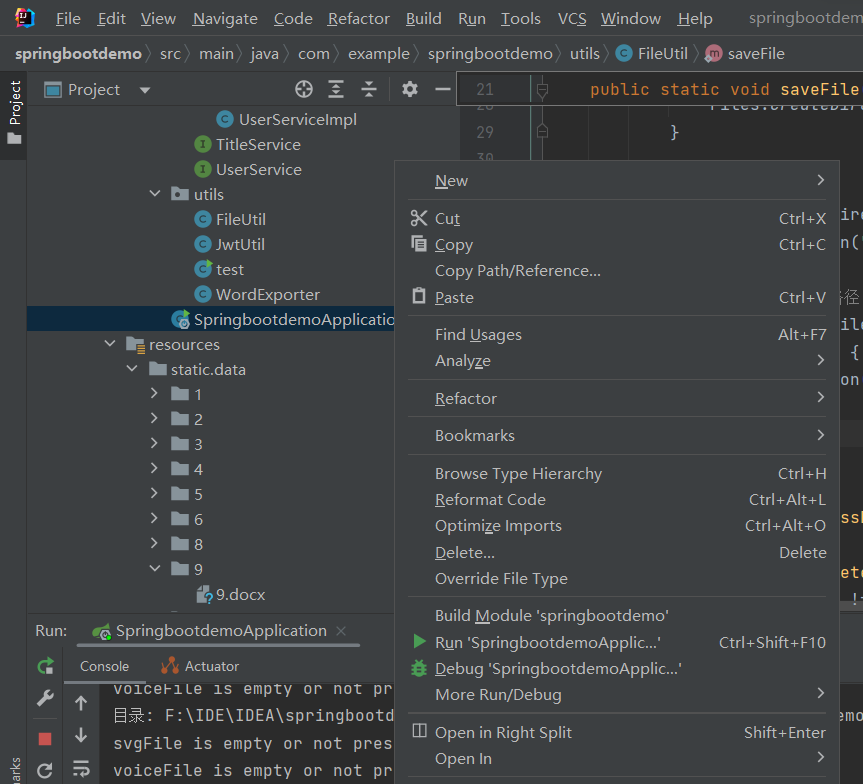 File Edit View Navigate Code Refactor Build Run Tools VCS Window Help springbootdem
springbootdemo src main java com example springbootdemo utils FileUtil saveFile
Project
Project
21 public static void saveFile
29 }
30
UserServiceImpl
TitleService
UserService
utils
FileUtil
JwtUtil
test
WordExporter
SpringbootdemoApplicatio
resources
static.data
1
2
3
4
5
6
8
9
9.docx
New
Cut Ctrl+X
Copy Ctrl+C
Copy Path/Reference...
Paste Ctrl+V
Find Usages Alt+F7
Analyze
Refactor
Bookmarks
Browse Type Hierarchy Ctrl+H
Reformat Code Ctrl+Alt+L
Optimize Imports Ctrl+Alt+O
Delete... Delete
Override File Type
Build Module 'springbootdemo'
Run 'SpringbootdemoApplic...' Ctrl+Shift+F10
Debug 'SpringbootdemoApplic...'
More Run/Debug
Open in Right Split Shift+Enter
Open In
Run: SpringbootdemoApplication
Console Actuator
voiceFile is empty or not pr
目录: F:\IDE\IDEA\springbootd
svgFile is empty or not pres
voiceFile is empty or not pr